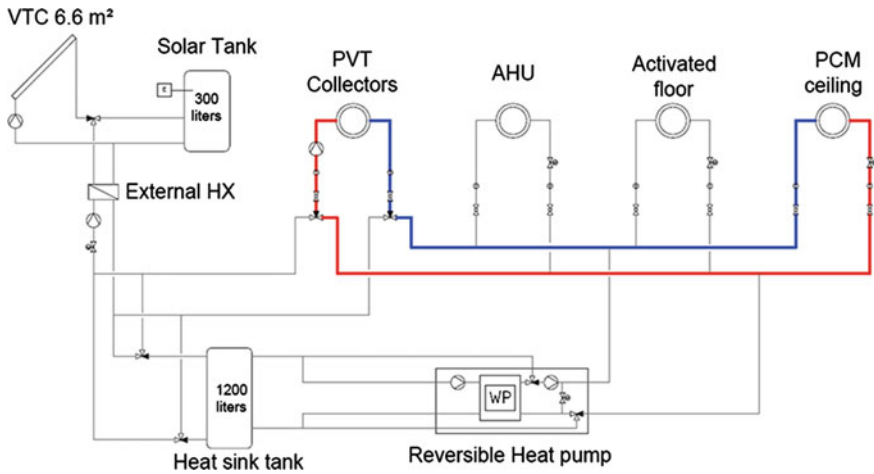 VTC 6.6 m²
Solar Tank
300
liters
PVT
Collectors
AHU
Activated
floor
PCM
ceiling
External HX
1200
liters
WP
Heat sink tank
Reversible Heat pump